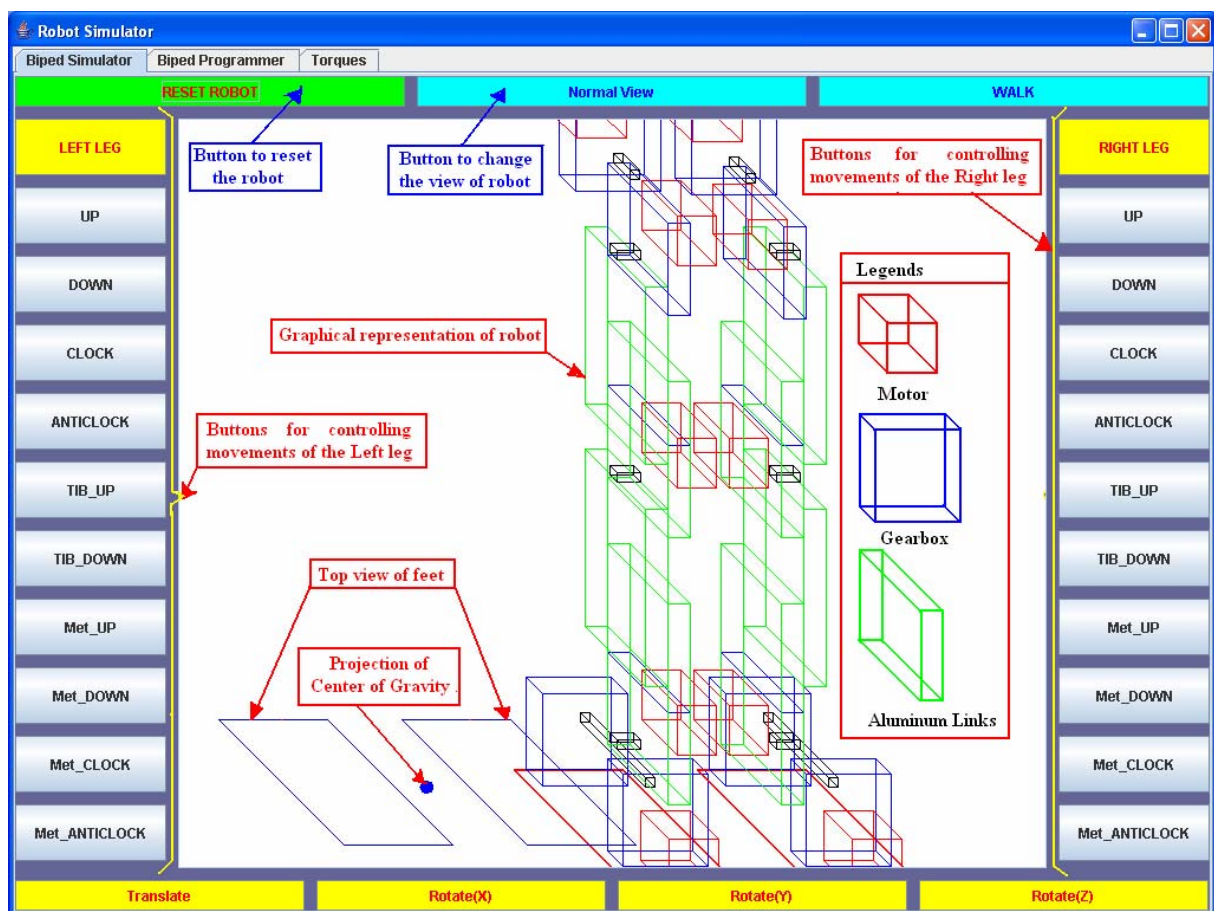 Robot Simulator
Biped Simulator
Biped Programmer
Torques
RESET ROBOT
Normal View
WALK
LEFT LEG
UP
DOWN
CLOCK
ANTICLOCK
TIB_UP
TIB_DOWN
Met_UP
Met_DOWN
Met_CLOCK
Met_ANTICLOCK
Button to reset
the robot
Button to change
the view of robot
Buttons for controlling
movements of the Right leg
Graphical representation of robot
Buttons for controlling
movements of the Left leg
Top view of feet
Projection of
Center of Gravity .
Legends
Motor
Gearbox
Aluminum Links
RIGHT LEG
UP
DOWN
CLOCK
ANTICLOCK
TIB_UP
TIB_DOWN
Met_UP
Met_DOWN
Met_CLOCK
Met_ANTICLOCK
Translate
Rotate(X)
Rotate(Y)
Rotate(Z)